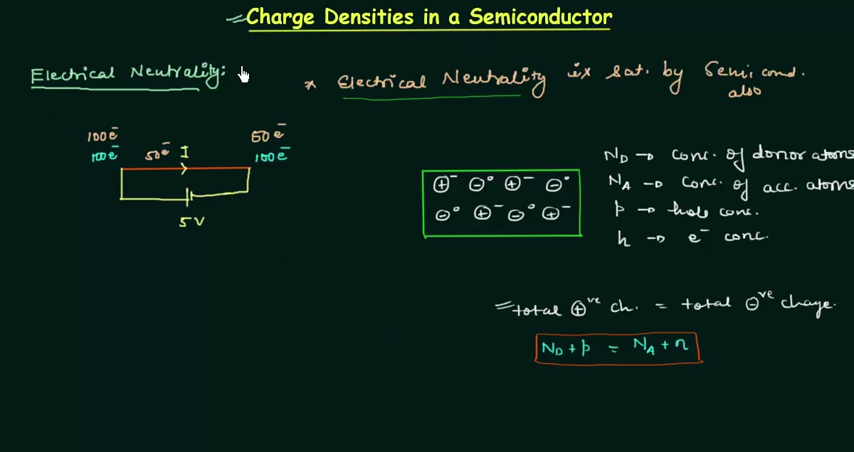 Charge Densities in a Semiconductor
Electrical Neutrality:
* Electrical Neutrality is sat. by Semicond. also
100e⁻ 50e⁻
100e⁻ 50e⁻ I 100e⁻
5V
N_D → conc. of donor atoms
N_A → conc. of acc. atoms
p → hole conc.
n → e⁻ conc.
⊕⁻ ⊖° ⊕⁻ ⊖°
⊖° ⊕⁻ ⊖° ⊕⁻
= total ⊕ve ch. = total ⊖ve charge.
N_D + p = N_A + n